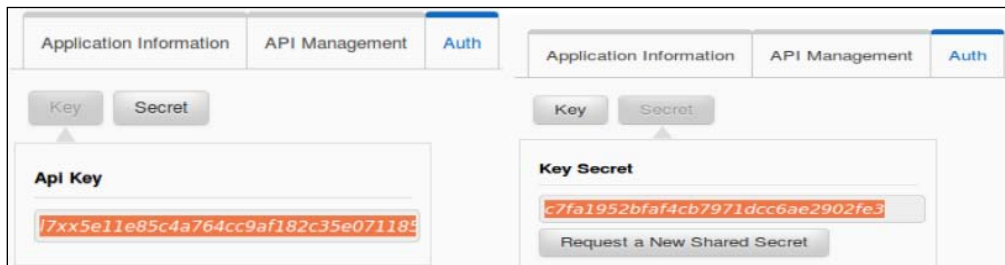 Application Information API Management Auth
Key Secret
Api Key
l7xx5e11e85c4a764cc9af182c35e071185
Application Information API Management Auth
Key Secret
Key Secret
c7fa1952bfaf4cb7971dcc6ae2902fe3
Request a New Shared Secret